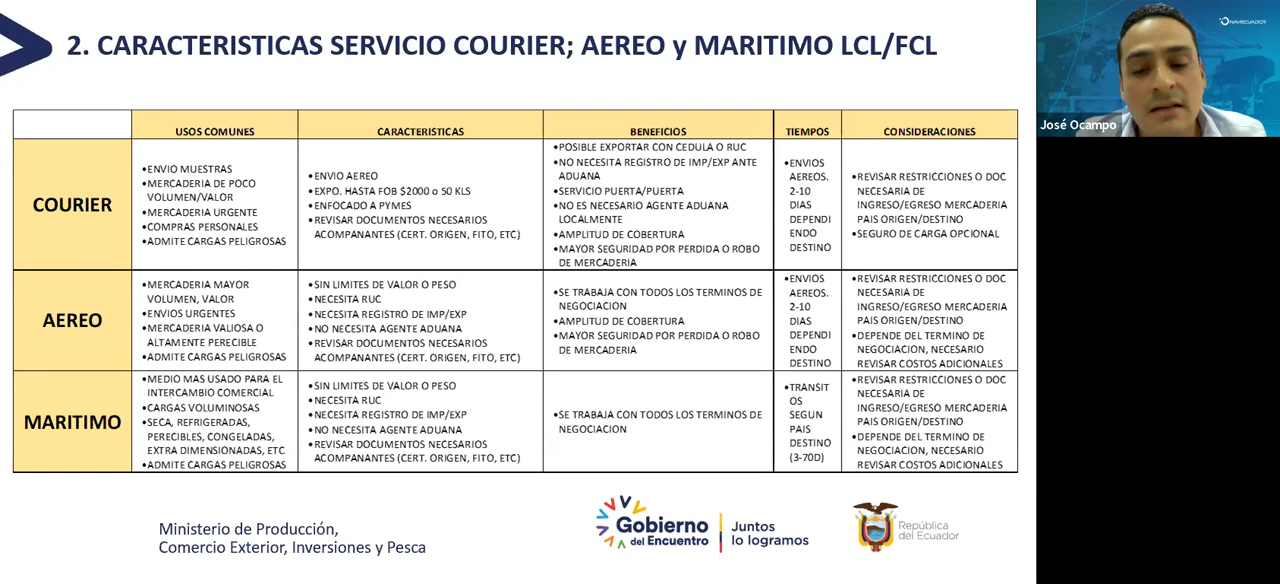 2. CARACTERISTICAS SERVICIO COURIER; AEREO y MARITIMO LCL/FCL
NAVECUADOR
José Ocampo
USOS COMUNES
CARACTERISTICAS
BENEFICIOS
TIEMPOS
CONSIDERACIONES
COURIER
•ENVIO MUESTRAS
•MERCADERIA DE POCO
VOLUMEN/VALOR
•MERCADERIA URGENTE
•COMPRAS PERSONALES
•ADMITE CARGAS PELIGROSAS
•ENVIO AEREO
•EXPO. HASTA FOB $2000 o 50 KLS
•ENFOCADO A PYMES
•REVISAR DOCUMENTOS NECESARIOS
ACOMPANANTES (CERT. ORIGEN, FITO, ETC)
•POSIBLE EXPORTAR CON CEDULA O RUC
•NO NECESITA REGISTRO DE IMP/EXP ANTE
ADUANA
•SERVICIO PUERTA/PUERTA
•NO ES NECESARIO AGENTE ADUANA
LOCALMENTE
•AMPLITUD DE COBERTURA
•MAYOR SEGURIDAD POR PERDIDA O ROBO
DE MERCADERIA
•ENVIOS
AEREOS.
2-10
DIAS
DEPENDI
ENDO
DESTINO
•REVISAR RESTRICCIONES O DOC
NECESARIA DE
INGRESO/EGRESO MERCADERIA
PAIS ORIGEN/DESTINO
•SEGURO DE CARGA OPCIONAL
AEREO
•MERCADERIA MAYOR
VOLUMEN, VALOR
•ENVIOS URGENTES
•MERCADERIA VALIOSA O
ALTAMENTE PERECIBLE
•ADMITE CARGAS PELIGROSAS
•SIN LIMITES DE VALOR O PESO
•NECESITA RUC
•NECESITA REGISTRO DE IMP/EXP
•NO NECESITA AGENTE ADUANA
•REVISAR DOCUMENTOS NECESARIOS
ACOMPANANTES (CERT. ORIGEN, FITO, ETC)
•SE TRABAJA CON TODOS LOS TERMINOS DE
NEGOCIACION
•AMPLITUD DE COBERTURA
•MAYOR SEGURIDAD POR PERDIDA O ROBO
DE MERCADERIA
•ENVIOS
AEREOS.
2-10
DIAS
DEPENDI
ENDO
DESTINO
•REVISAR RESTRICCIONES O DOC
NECESARIA DE
INGRESO/EGRESO MERCADERIA
PAIS ORIGEN/DESTINO
•DEPENDE DEL TERMINO DE
NEGOCIACION, NECESARIO
REVISAR COSTOS ADICIONALES
MARITIMO
•MEDIO MAS USADO PARA EL
INTERCAMBIO COMERCIAL
•CARGAS VOLUMINOSAS
•SECA, REFRIGERADAS,
PERECIBLES, CONGELADAS,
EXTRA DIMENSIONADAS, ETC
•ADMITE CARGAS PELIGROSAS
•SIN LIMITES DE VALOR O PESO
•NECESITA RUC
•NECESITA REGISTRO DE IMP/EXP
•NO NECESITA AGENTE ADUANA
•REVISAR DOCUMENTOS NECESARIOS
ACOMPANANTES (CERT. ORIGEN, FITO, ETC)
•SE TRABAJA CON TODOS LOS TERMINOS DE
NEGOCIACION
•TRANSIT
OS
SEGUN
PAIS
DESTINO
(3-70D)
•REVISAR RESTRICCIONES O DOC
NECESARIA DE
INGRESO/EGRESO MERCADERIA
PAIS ORIGEN/DESTINO
•DEPENDE DEL TERMINO DE
NEGOCIACION, NECESARIO
REVISAR COSTOS ADICIONALES
Ministerio de Producción,
Comercio Exterior, Inversiones y Pesca
Gobierno
del Encuentro
Juntos
lo logramos
República
del Ecuador